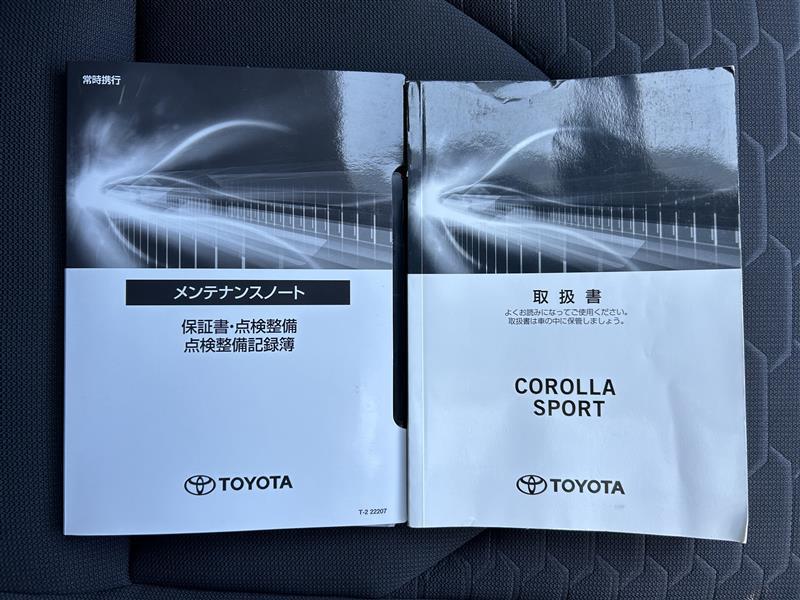 常時携行
メンテナンスノート
保証書・点検整備
点検整備記録簿
TOYOTA
T-2 22207
取扱書
よくお読みになってご使用ください。
取扱書は車の中に保管しましょう。
COROLLA
SPORT
TOYOTA